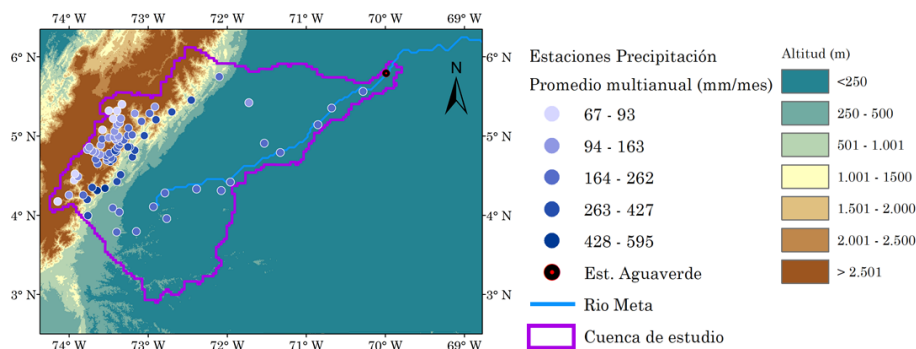 74° W 73° W 72° W 71° W 70° W 69° W
6° N 6° N
5° N 5° N
4° N 4° N
3° N 3° N
74° W 73° W 72° W 71° W 70° W 69° W
N
Estaciones Precipitación
Promedio multianual (mm/mes)
67 - 93
94 - 163
164 - 262
263 - 427
428 - 595
Est. Aguaverde
Rio Meta
Cuenca de estudio
Altitud (m)
<250
250 - 500
501 - 1.001
1.001 - 1500
1.501 - 2.000
2.001 - 2.500
> 2.501